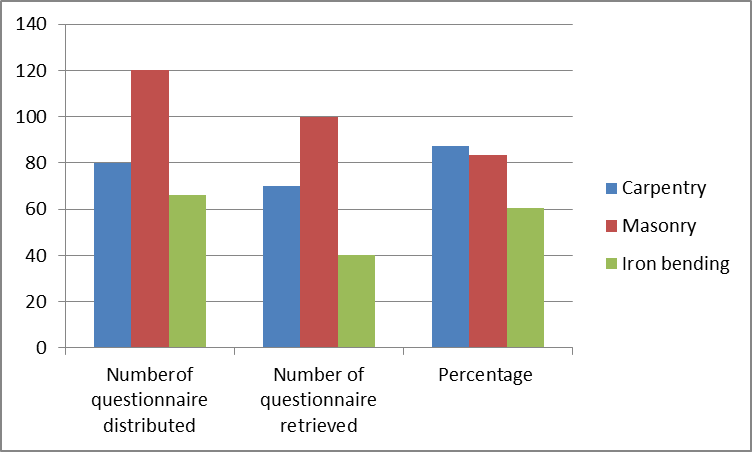 140
120
100
80
60
40
20
0
Numberof
questionnaire
distributed
Number of
questionnaire
retrieved
Percentage
Carpentry
Masonry
Iron bending